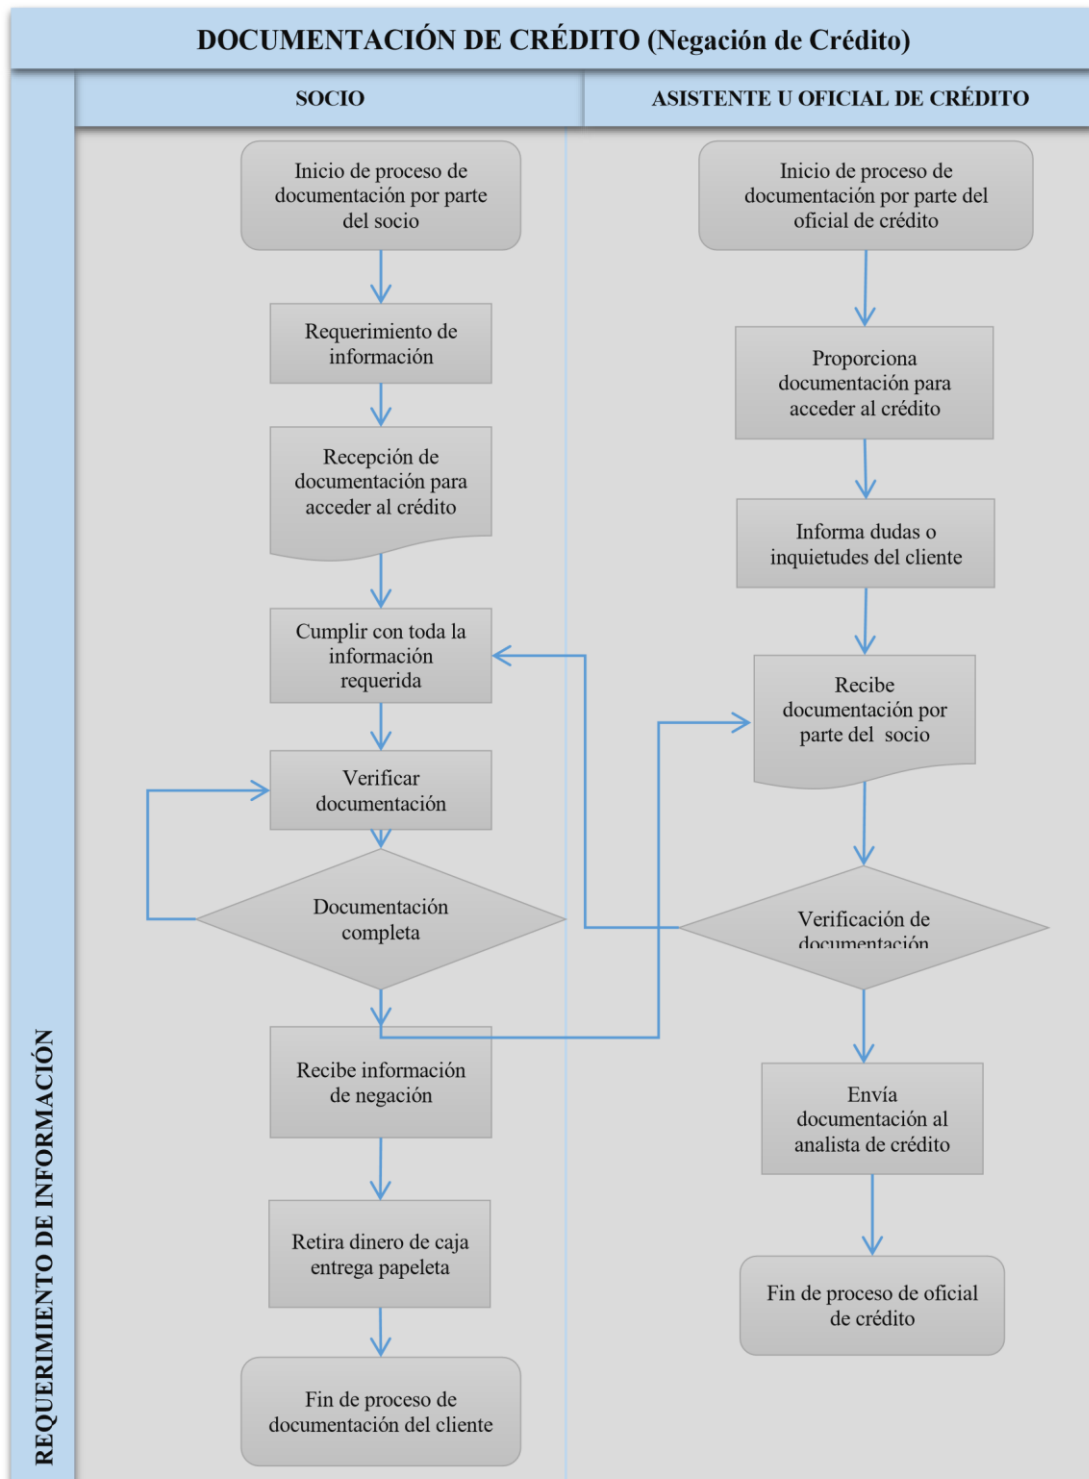 DOCUMENTACIÓN DE CRÉDITO (Negación de Crédito)
SOCIO
ASISTENTE U OFICIAL DE CRÉDITO
REQUERIMIENTO DE INFORMACIÓN
Inicio de proceso de
documentación por parte
del socio
Requerimiento de
información
Recepción de
documentación para
acceder al crédito
Cumplir con toda la
información
requerida
Verificar
documentación
Documentación
completa
Recibe información
de negación
Retira dinero de caja
entrega papeleta
Fin de proceso de
documentación del cliente
Inicio de proceso de
documentación por parte del
oficial de crédito
Proporciona
documentación para
acceder al crédito
Informa dudas o
inquietudes del cliente
Recibe
documentación por
parte del socio
Verificación de
documentación
Envía
documentación al
analista de crédito
Fin de proceso de oficial
de crédito